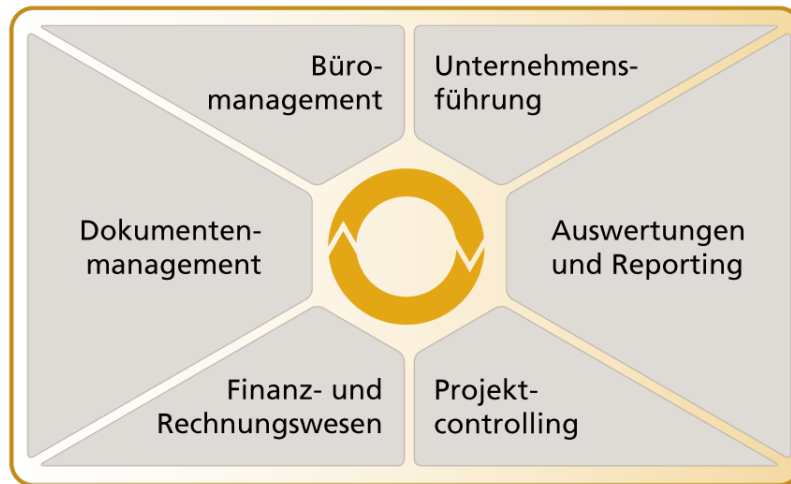 Büro-
management
Unternehmens-
führung
Dokumenten-
management
Auswertungen
und Reporting
Finanz- und
Rechnungswesen
Projekt-
controlling